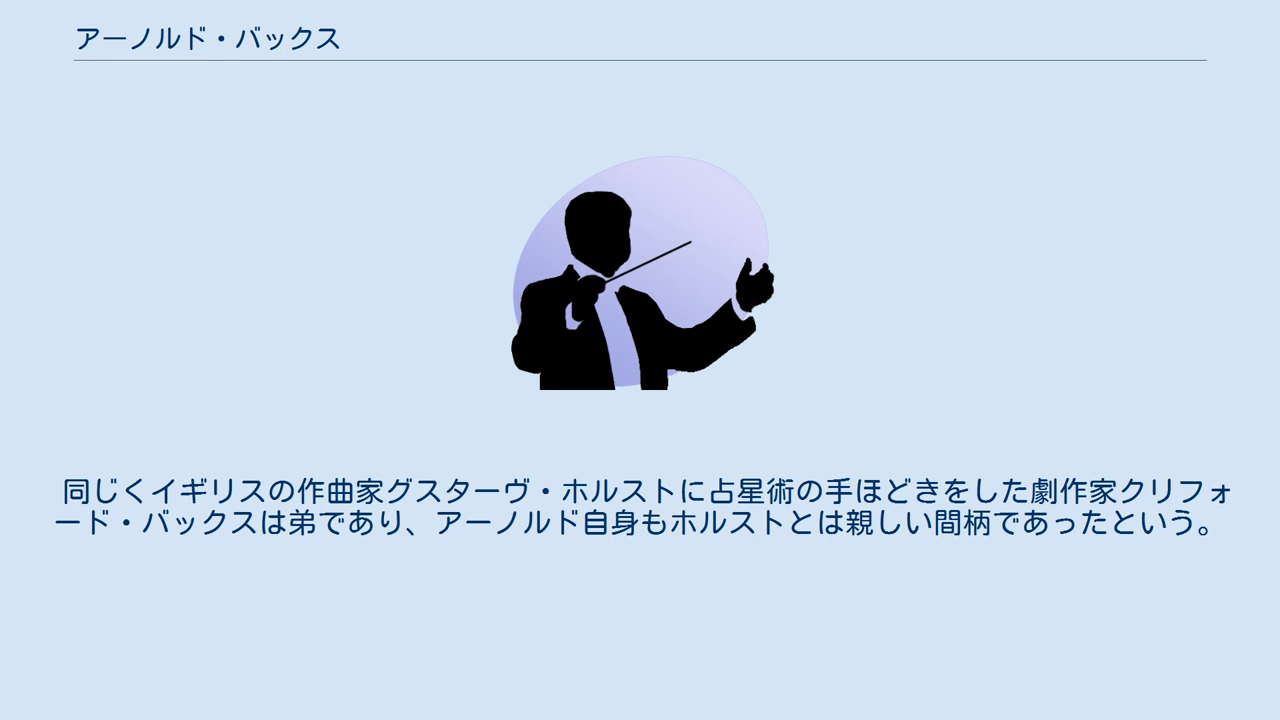 アーノルド・バックス
同じくイギリスの作曲家グスターヴ・ホルストに占星術の手ほどきをした劇作家クリフォ
ード・バックスは弟であり、アーノルド自身もホルストとは親しい間柄であったという。